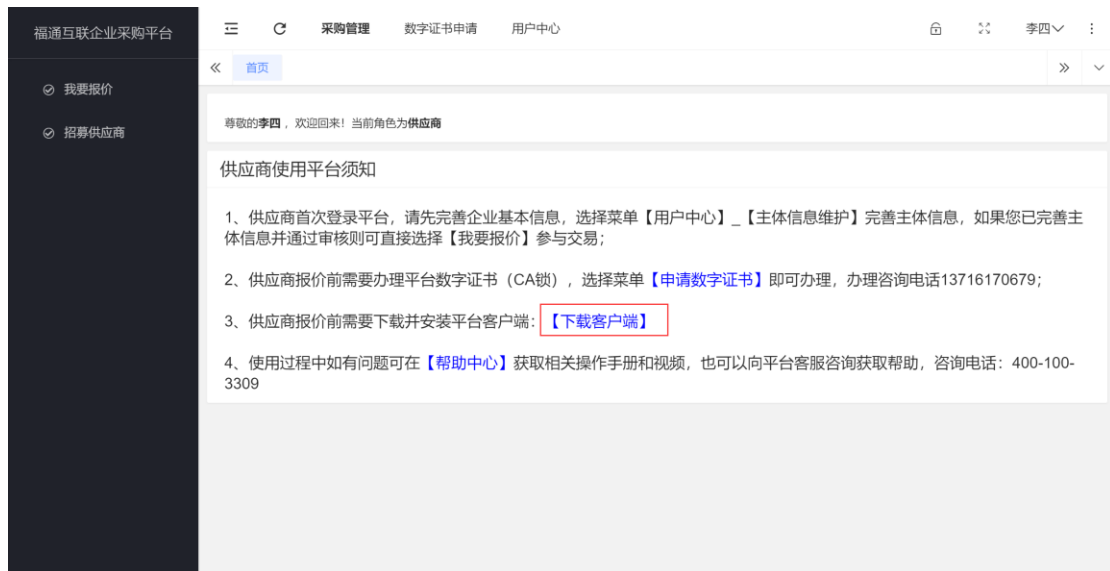 福通互联企业采购平台
采购管理 数字证书申请 用户中心 李四
首页
我要报价
招募供应商
尊敬的李四，欢迎回来！当前角色为供应商
供应商使用平台须知
1、供应商首次登录平台，请先完善企业基本信息，选择菜单【用户中心】_【主体信息维护】完善主体信息，如果您已完善主
体信息并通过审核则可直接选择【我要报价】参与交易；
2、供应商报价前需要办理平台数字证书（CA锁），选择菜单【申请数字证书】即可办理，办理咨询电话13716170679；
3、供应商报价前需要下载并安装平台客户端：【下载客户端】
4、使用过程中如有问题可在【帮助中心】获取相关操作手册和视频，也可以向平台客服咨询获取帮助，咨询电话：400-100-
3309